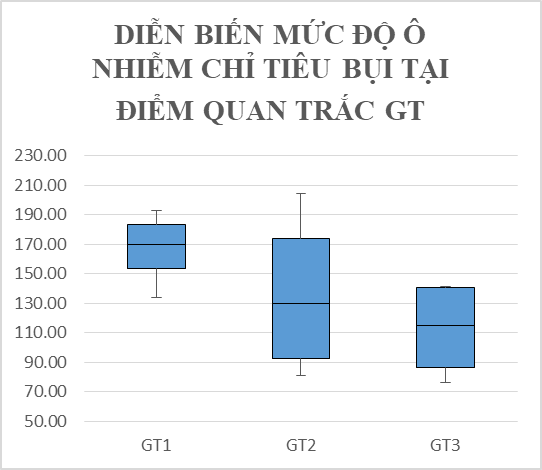 DIỄN BIẾN MỨC ĐỘ Ô
NHIỄM CHỈ TIÊU BỤI TẠI
ĐIỂM QUAN TRẮC GT
230.00
210.00
190.00
170.00
150.00
130.00
110.00
90.00
70.00
50.00
GT1 GT2 GT3